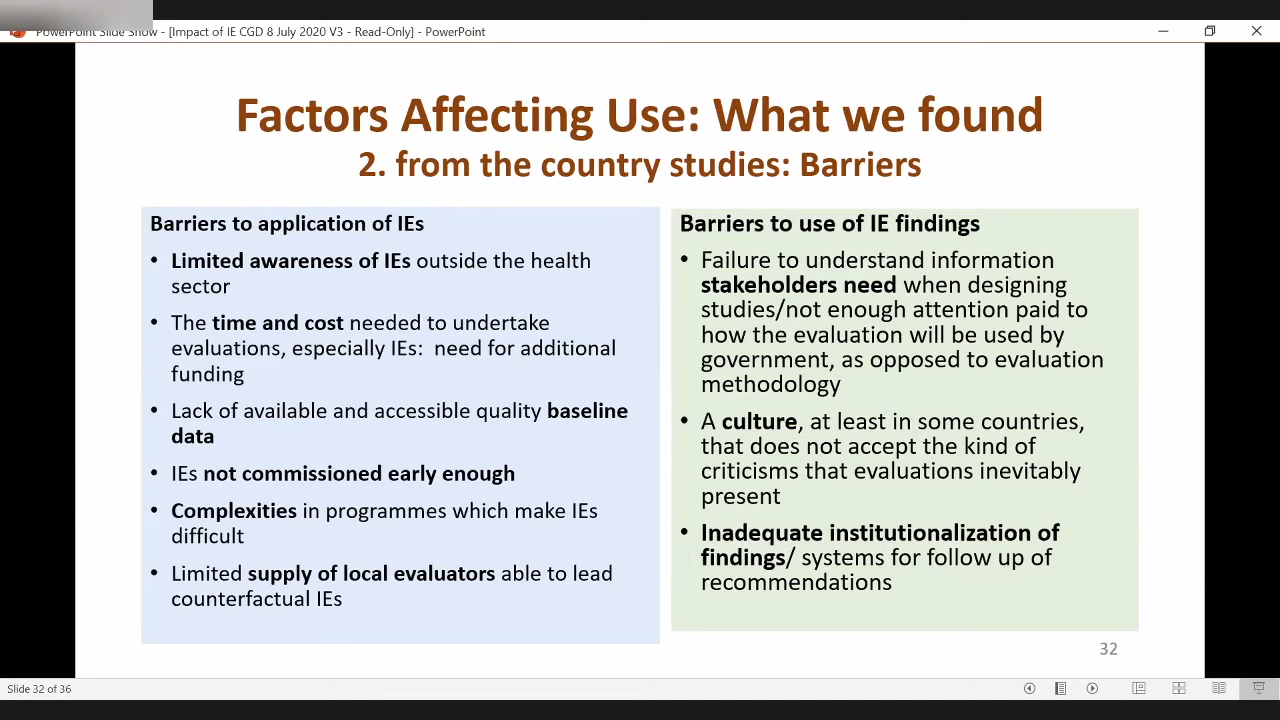 PowerPoint Slide Show - [Impact of IE CGD 8 July 2020 V3 - Read-Only] - PowerPoint
Factors Affecting Use: What we found
2. from the country studies: Barriers
Barriers to application of IEs
• Limited awareness of IEs outside the health
sector
• The time and cost needed to undertake
evaluations, especially IEs: need for additional
funding
• Lack of available and accessible quality baseline
data
• IEs not commissioned early enough
• Complexities in programmes which make IEs
difficult
• Limited supply of local evaluators able to lead
counterfactual IEs
Barriers to use of IE findings
• Failure to understand information
stakeholders need when designing
studies/not enough attention paid to
how the evaluation will be used by
government, as opposed to evaluation
methodology
• A culture, at least in some countries,
that does not accept the kind of
criticisms that evaluations inevitably
present
• Inadequate institutionalization of
findings/ systems for follow up of
recommendations
32
Slide 32 of 36